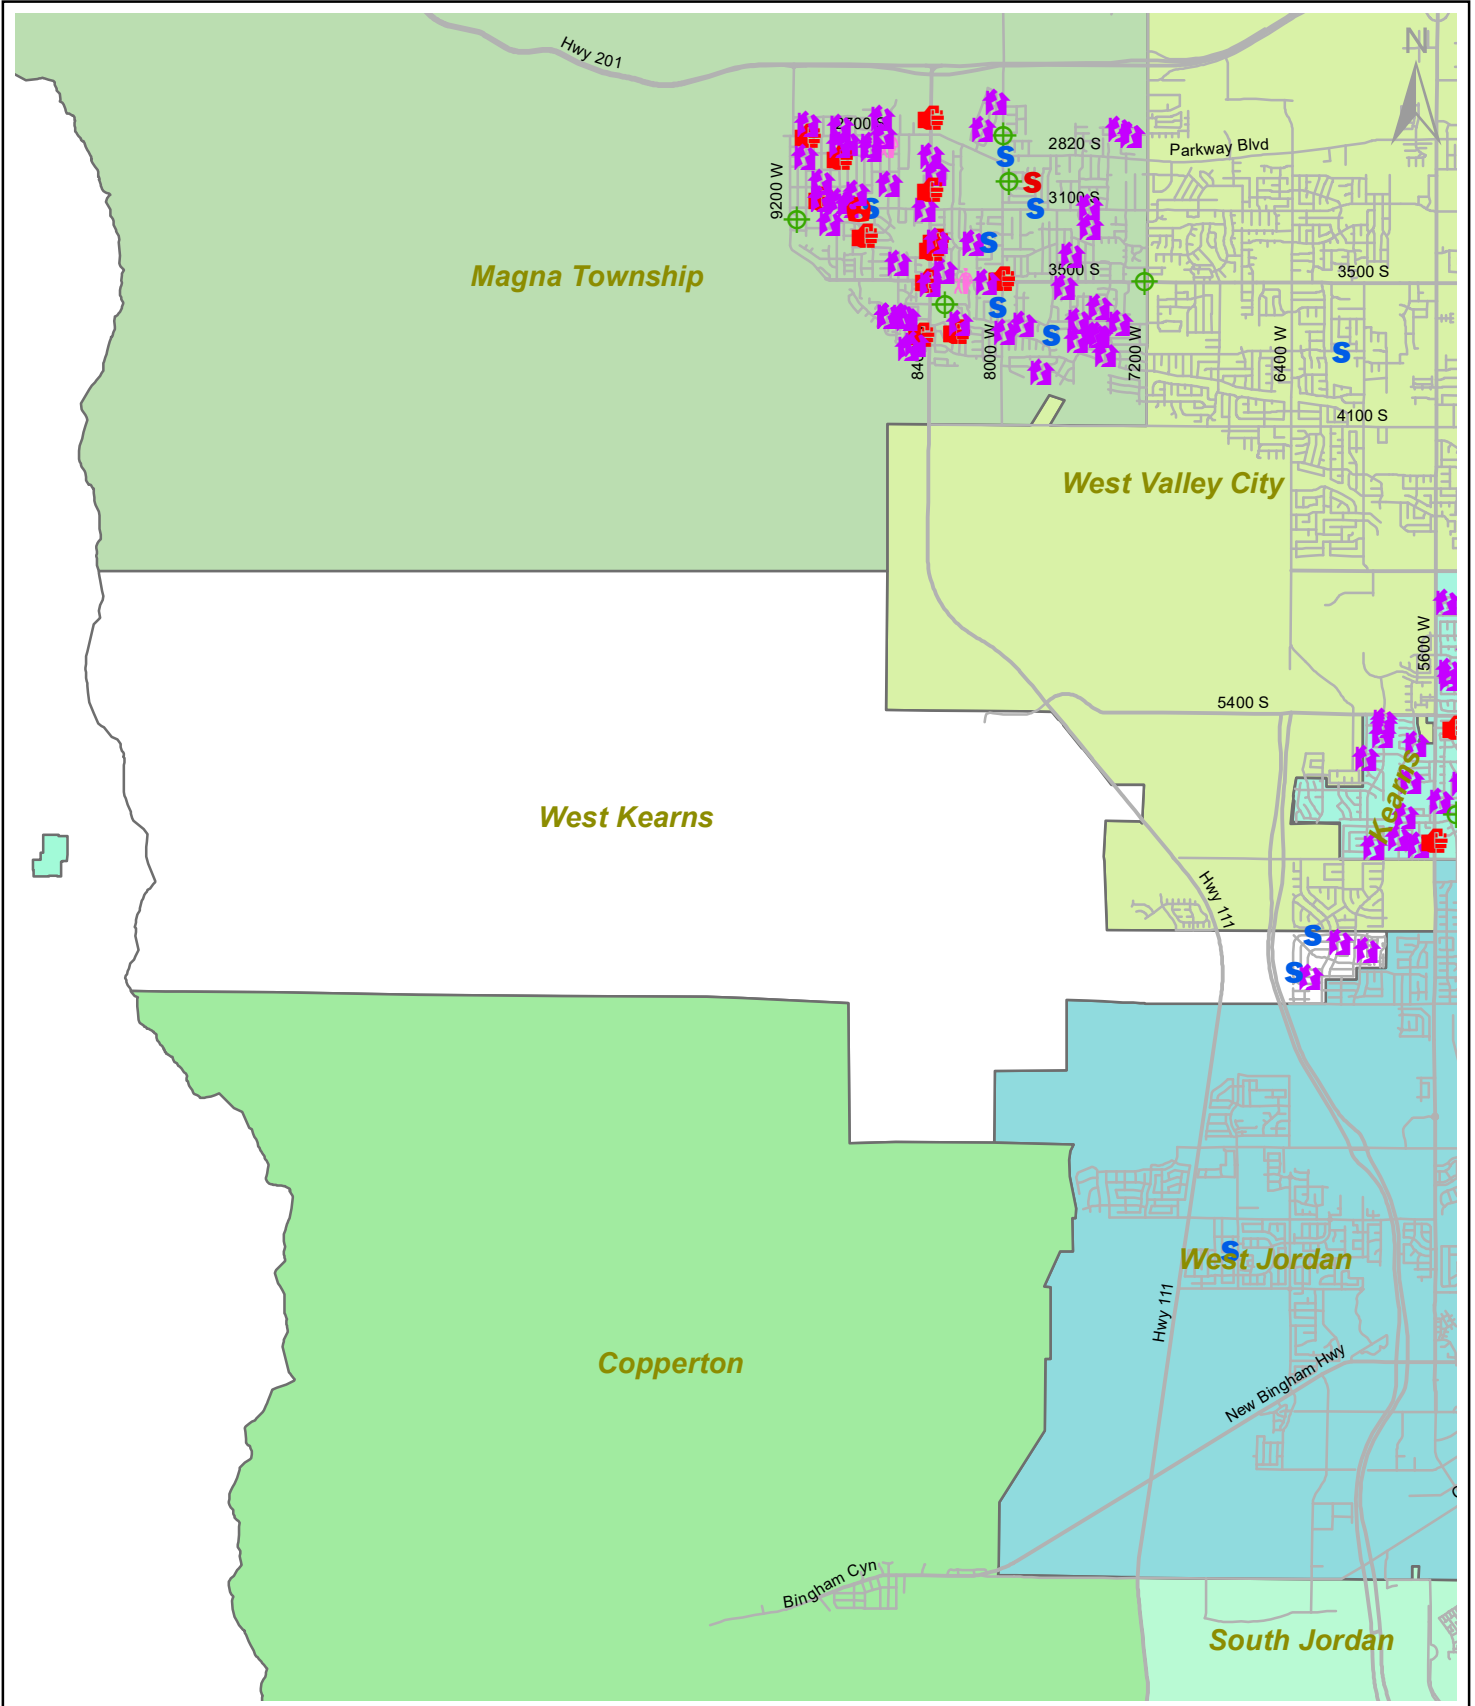 N
Hwy 201
2700 S
2820 S
Parkway Blvd
9200 W
3100 S
Magna Township
3500 S
3500 S
8000 W
7200 W
6400 W
4100 S
West Valley City
5600 W
5400 S
West Kearns
Kearns
Hwy 111
West Jordan
Hwy 111
Copperton
New Bingham Hwy
Bingham Cyn
South Jordan